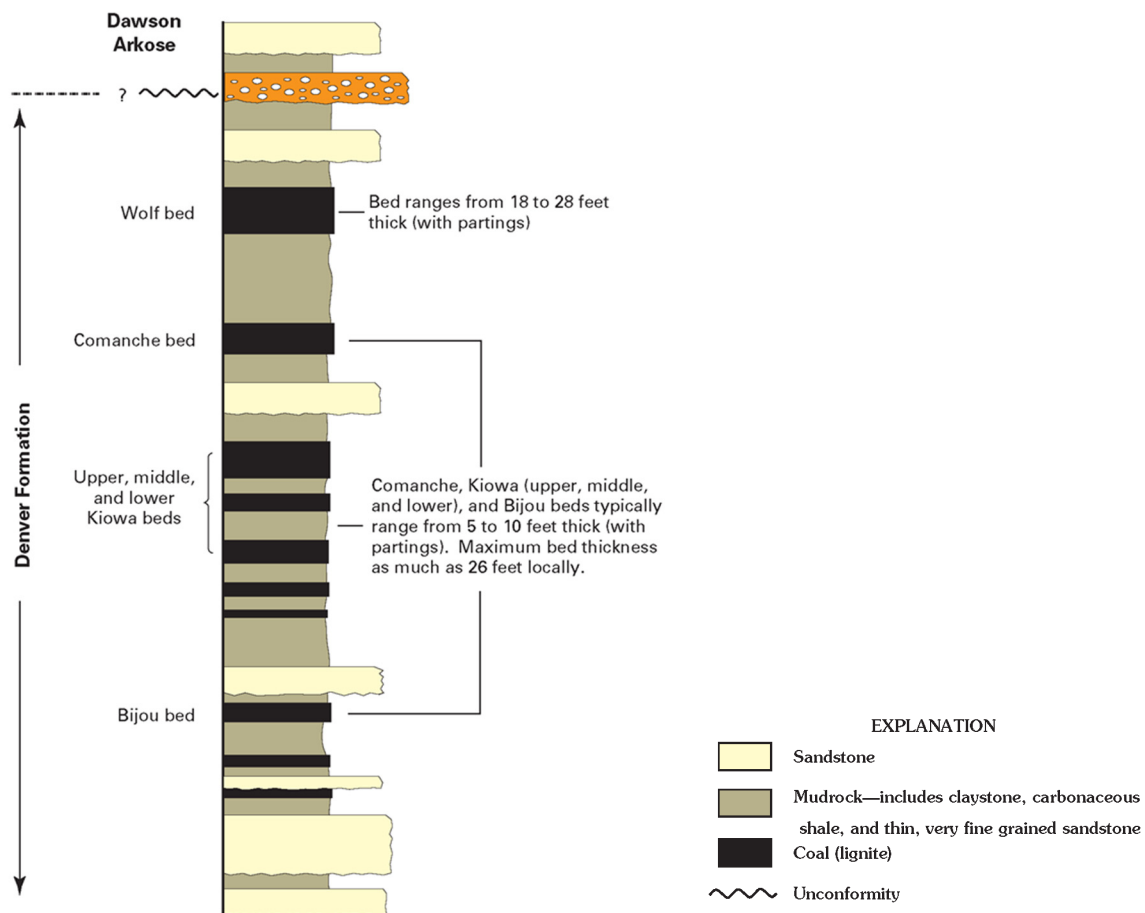 Dawson
Arkose
?
Wolf bed
Bed ranges from 18 to 28 feet
thick (with partings)
Comanche bed
Denver Formation
Upper, middle,
and lower
Kiowa beds
Comanche, Kiowa (upper, middle,
and lower), and Bijou beds typically
range from 5 to 10 feet thick (with
partings). Maximum bed thickness
as much as 26 feet locally.
Bijou bed
EXPLANATION
Sandstone
Mudrock—includes claystone, carbonaceous
shale, and thin, very fine grained sandstone
Coal (lignite)
Unconformity